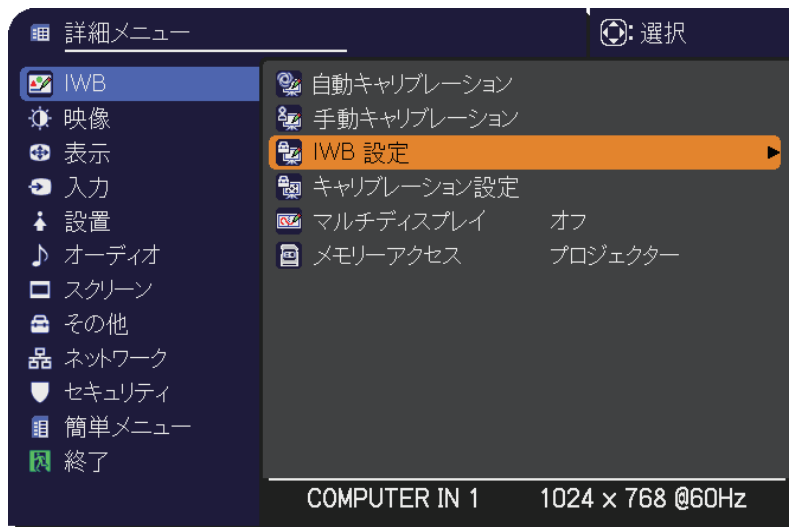 詳細メニュー
: 選択
IWB
映像
表示
入力
設置
オーディオ
スクリーン
その他
ネットワーク
セキュリティ
簡単メニュー
終了
自動キャリブレーション
手動キャリブレーション
IWB 設定
キャリブレーション設定
マルチディスプレイ オフ
メモリーアクセス プロジェクター
COMPUTER IN 1 1024 x 768 @60Hz